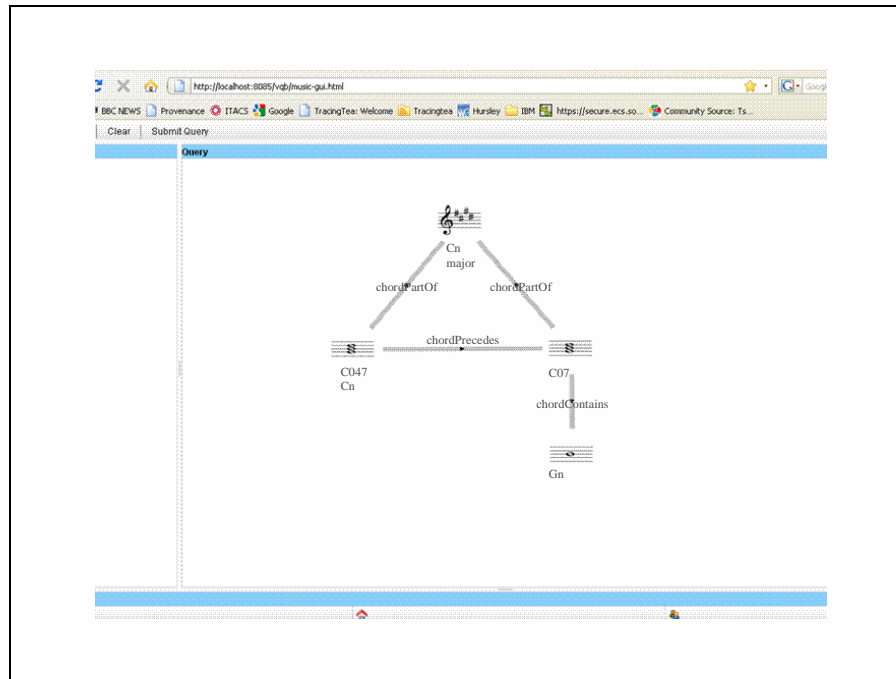 http://localhost:8085/vqb/music-gui.html
BBC NEWS Provenance ITACS Google TracingTea: Welcome Tracingtea Hursley IBM https://secure.ecs.so... Community Source: Ts...
Clear Submit Query
Query
Cn
major
chordPartOf chordPartOf
chordPrecedes
C047 C07
Cn
chordContains
Gn